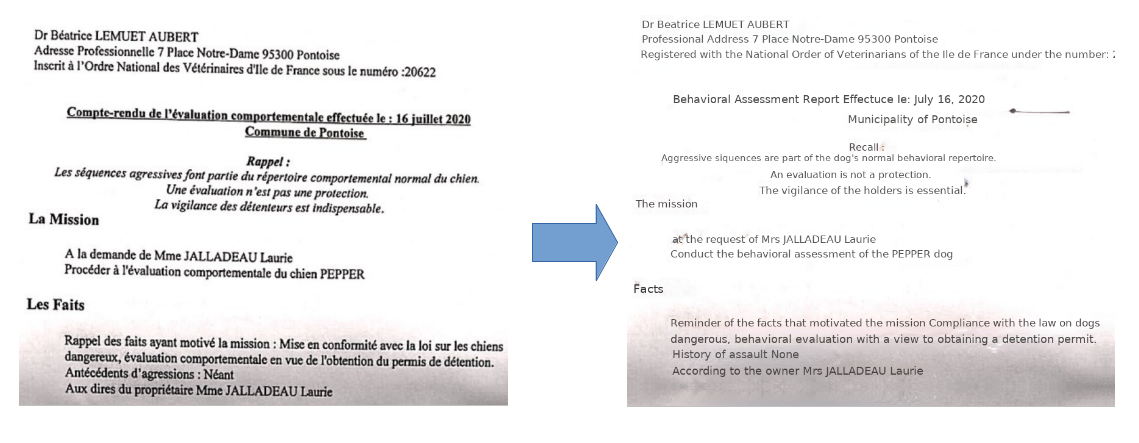 Dr Béatrice LEMUET AUBERT
Adresse Professionnelle 7 Place Notre-Dame 95300 Pontoise
Inscrit à l'Ordre National des Vétérinaires d'Ile de France sous le numéro :20622
Compte-rendu de l'évaluation comportementale effectuée le : 16 juillet 2020
Commune de Pontoise
Rappel :
Les séquences agressives font partie du répertoire comportemental normal du chien.
Une évaluation n'est pas une protection.
La vigilance des détenteurs est indispensable.
La Mission
A la demande de Mme JALLADEAU Laurie
Procéder à l'évaluation comportementale du chien PEPPER
Les Faits
Rappel des faits ayant motivé la mission : Mise en conformité avec la loi sur les chiens
dangereux, évaluation comportementale en vue de l'obtention du permis de détention.
Antécédents d'agressions : Néant
Aux dires du propriétaire Mme JALLADEAU Laurie
Dr Beatrice LEMUET AUBERT
Professional Address 7 Place Notre-Dame 95300 Pontoise
Registered with the National Order of Veterinarians of the Ile de France under the number:
Behavioral Assessment Report Effectuce le: July 16, 2020
Municipality of Pontoise
Recall :
Aggressive siquences are part of the dog's normal behavioral repertoire.
An evaluation is not a protection.
The vigilance of the holders is essential.
The mission
at the request of Mrs JALLADEAU Laurie
Conduct the behavioral assessment of the PEPPER dog
Facts
Reminder of the facts that motivated the mission Compliance with the law on dogs
dangerous, behavioral evaluation with a view to obtaining a detention permit.
History of assault None
According to the owner Mrs JALLADEAU Laurie